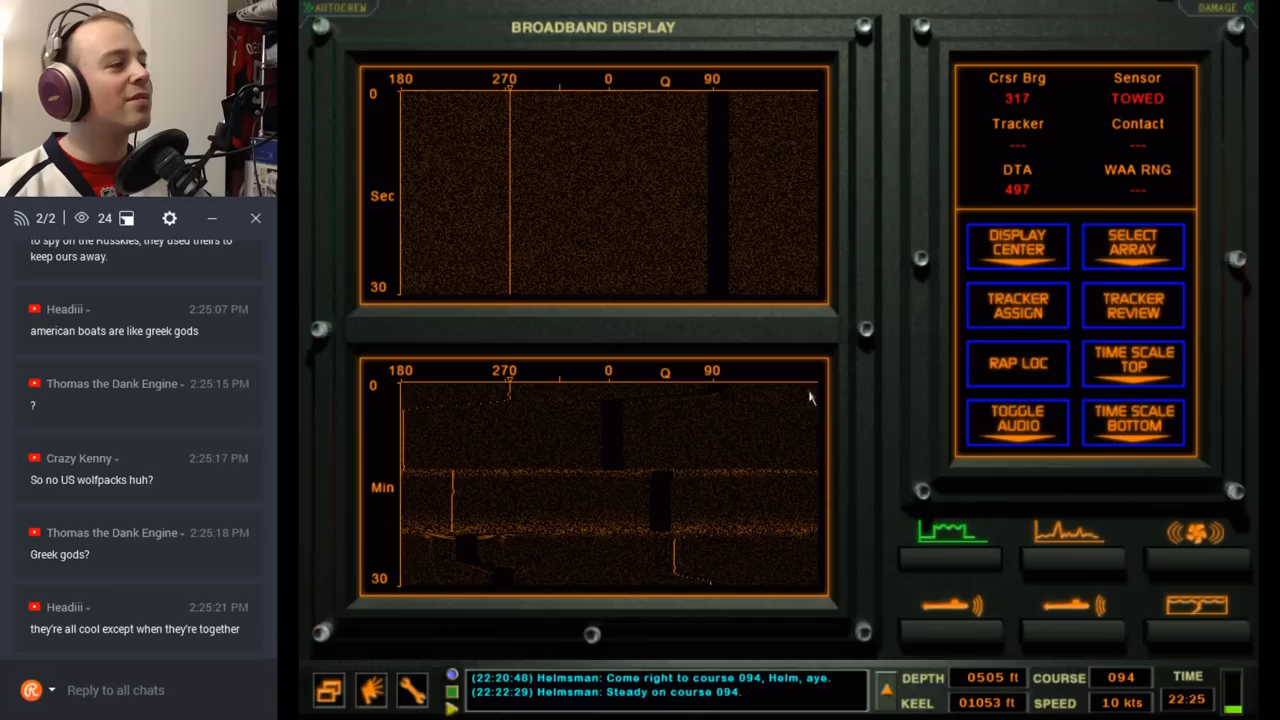 AUTOCREW
DAMAGE
BROADBAND DISPLAY
180 270 0 Q 90
0
Sec
30
180 270 0 Q 90
0
Min
30
Crsr Brg Sensor
317 TOWED
Tracker Contact
--- ---
DTA WAA RNG
497 ---
DISPLAY CENTER
SELECT ARRAY
TRACKER ASSIGN
TRACKER REVIEW
RAP LOC
TIME SCALE TOP
TOGGLE AUDIO
TIME SCALE BOTTOM
(22:20:48) Helmsman: Come right to course 094, Helm, aye.
(22:22:29) Helmsman: Steady on course 094.
DEPTH 0505 ft COURSE 094 TIME
KEEL 01053 ft SPEED 10 kts 22:25
2/2 24
to spy on the Russkies, they used theirs to
keep ours away.
Headiii 2:25:07 PM
american boats are like greek gods
Thomas the Dank Engine 2:25:15 PM
?
Crazy Kenny 2:25:17 PM
So no US wolfpacks huh?
Thomas the Dank Engine 2:25:18 PM
Greek gods?
Headiii 2:25:21 PM
they're all cool except when they're together
Reply to all chats